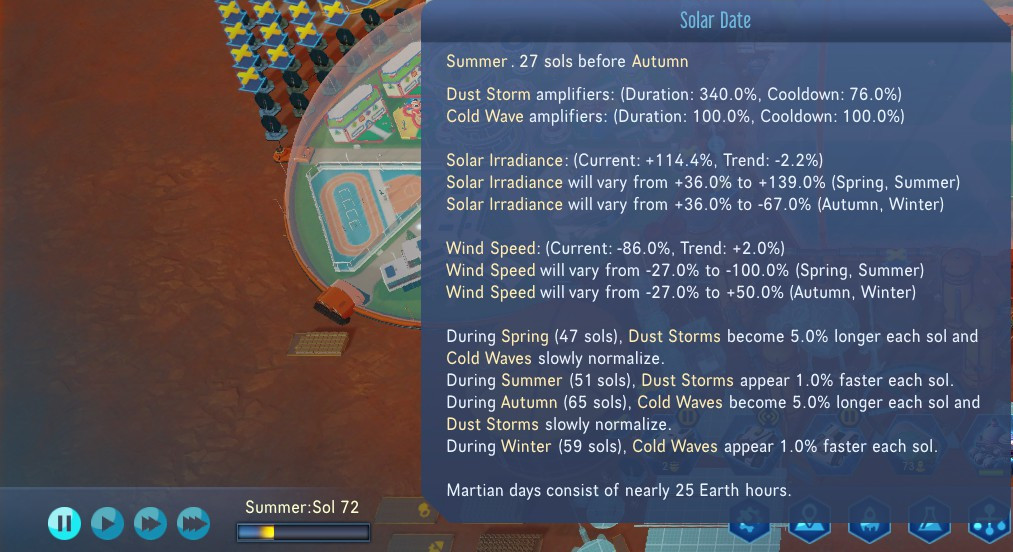 Solar Date
Summer. 27 sols before Autumn
Dust Storm amplifiers: (Duration: 340.0%, Cooldown: 76.0%)
Cold Wave amplifiers: (Duration: 100.0%, Cooldown: 100.0%)
Solar Irradiance: (Current: +114.4%, Trend: -2.2%)
Solar Irradiance will vary from +36.0% to +139.0% (Spring, Summer)
Solar Irradiance will vary from +36.0% to -67.0% (Autumn, Winter)
Wind Speed: (Current: -86.0%, Trend: +2.0%)
Wind Speed will vary from -27.0% to -100.0% (Spring, Summer)
Wind Speed will vary from -27.0% to +50.0% (Autumn, Winter)
During Spring (47 sols), Dust Storms become 5.0% longer each sol and
Cold Waves slowly normalize.
During Summer (51 sols), Dust Storms appear 1.0% faster each sol.
During Autumn (65 sols), Cold Waves become 5.0% longer each sol and
Dust Storms slowly normalize.
During Winter (59 sols), Cold Waves appear 1.0% faster each sol.
Martian days consist of nearly 25 Earth hours.
Summer:Sol 72